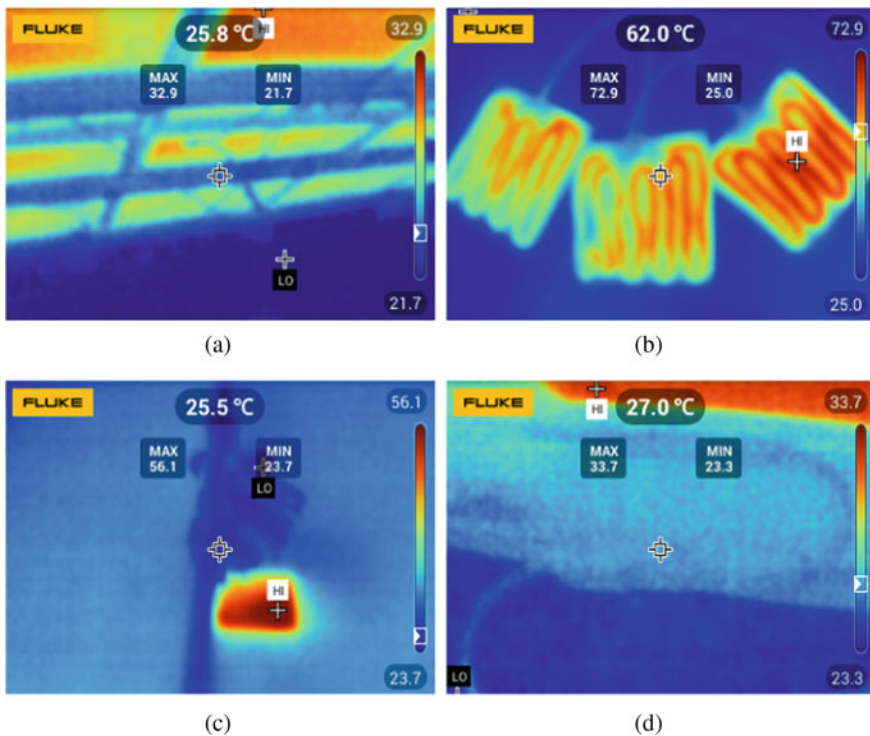 FLUKE
25.8 °C
HI
32.9
MAX
32.9
MIN
21.7
LO
21.7
(a)
FLUKE
62.0 °C
72.9
MAX
72.9
MIN
25.0
HI
25.0
(b)
FLUKE
25.5 °C
56.1
MAX
56.1
MIN
23.7
LO
HI
23.7
(c)
FLUKE
HI
27.0 °C
33.7
MAX
33.7
MIN
23.3
LO
23.3
(d)